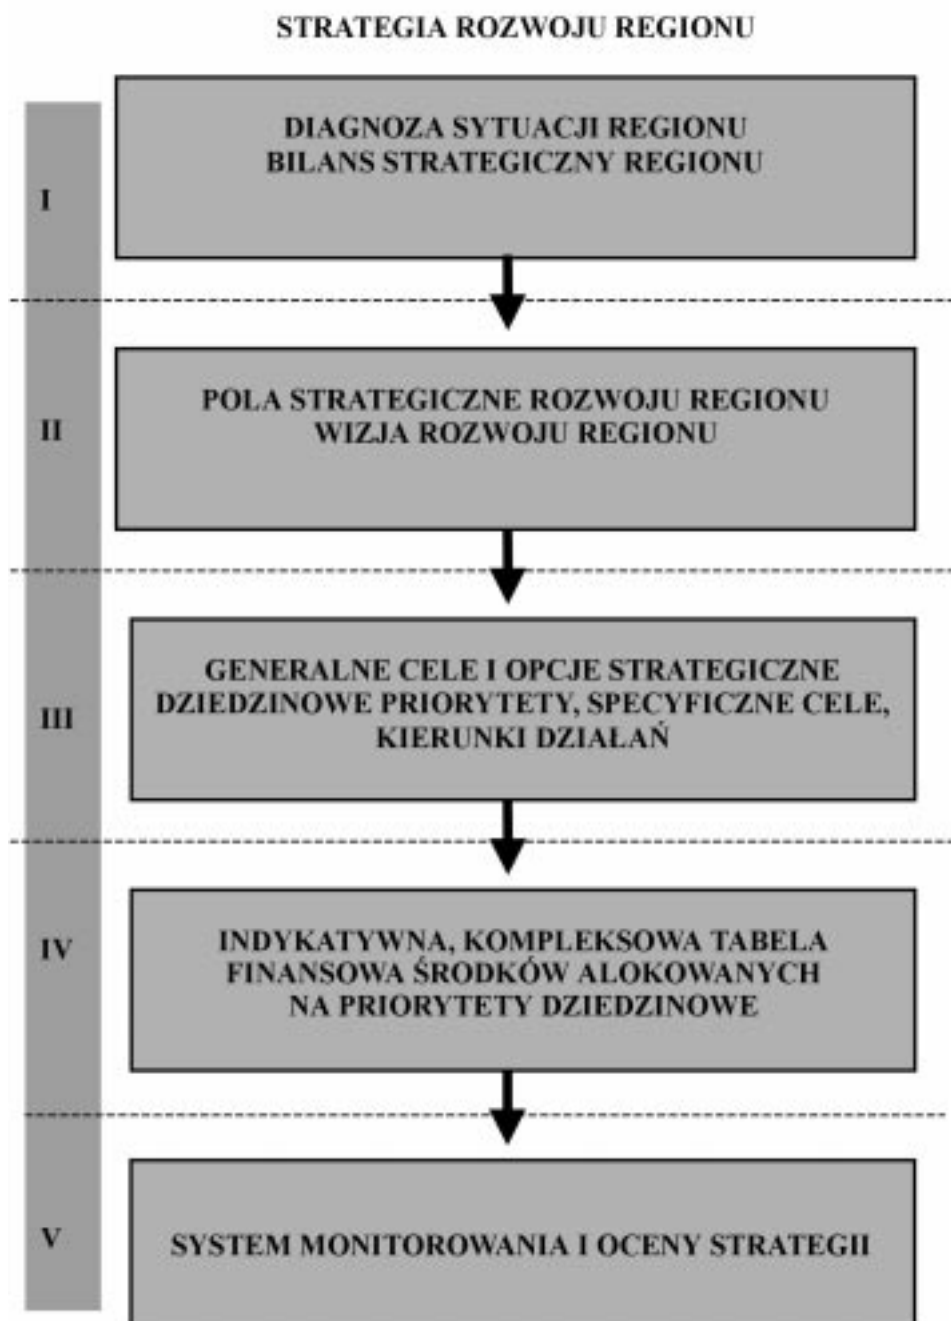 STRATEGIA ROZWOJU REGIONU
I
DIAGNOZA SYTUACJI REGIONU
BILANS STRATEGICZNY REGIONU
II
POLA STRATEGICZNE ROZWOJU REGIONU
WIZJA ROZWOJU REGIONU
III
GENERALNE CELE I OPCJE STRATEGICZNE
DZIEDZINOWE PRIORYTETY, SPECYFICZNE CELE,
KIERUNKI DZIAŁAŃ
IV
INDYKATYWNA, KOMPLEKSOWA TABELA
FINANSOWA ŚRODKÓW ALOKOWANYCH
NA PRIORYTETY DZIEDZINOWE
V
SYSTEM MONITOROWANIA I OCENY STRATEGII